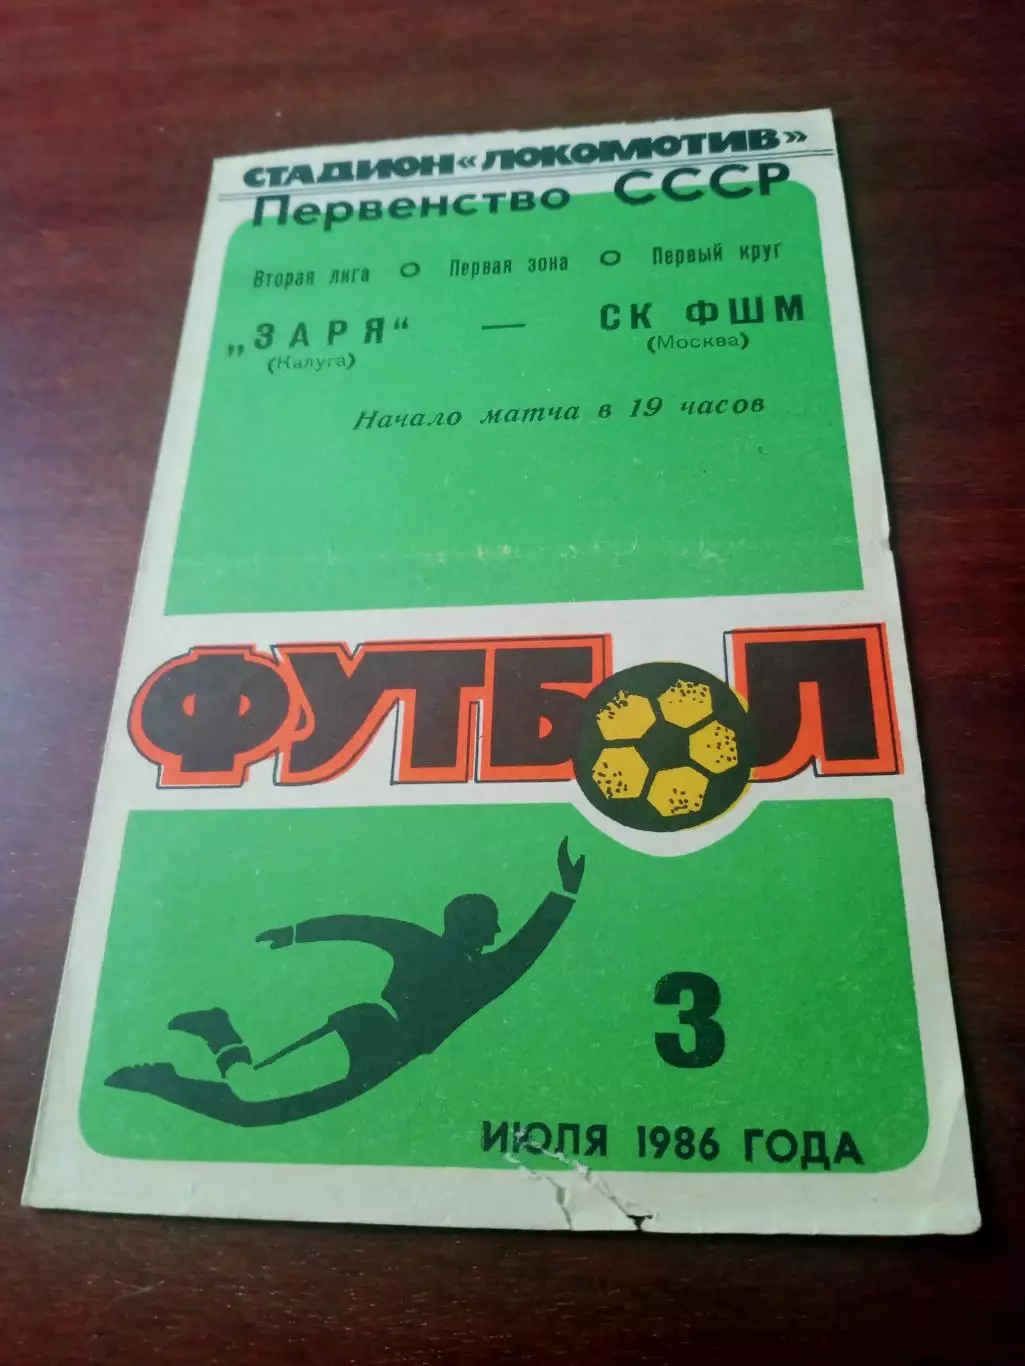 СТАДИОН «ЛОКОМОТИВ»
Первенство СССР
Вторая лига О Первая зона О Первый круг
„ЗАРЯ“ — СК ФШМ
(Калуга) (Москва)
Начало матча в 19 часов
ФУТБОЛ
3
ИЮЛЯ 1986 ГОДА